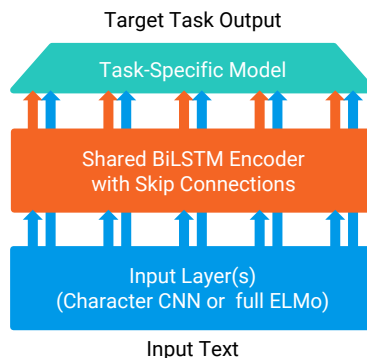 Target Task Output
Task-Specific Model
Shared BiLSTM Encoder
with Skip Connections
Input Layer(s)
(Character CNN or full ELMo)
Input Text